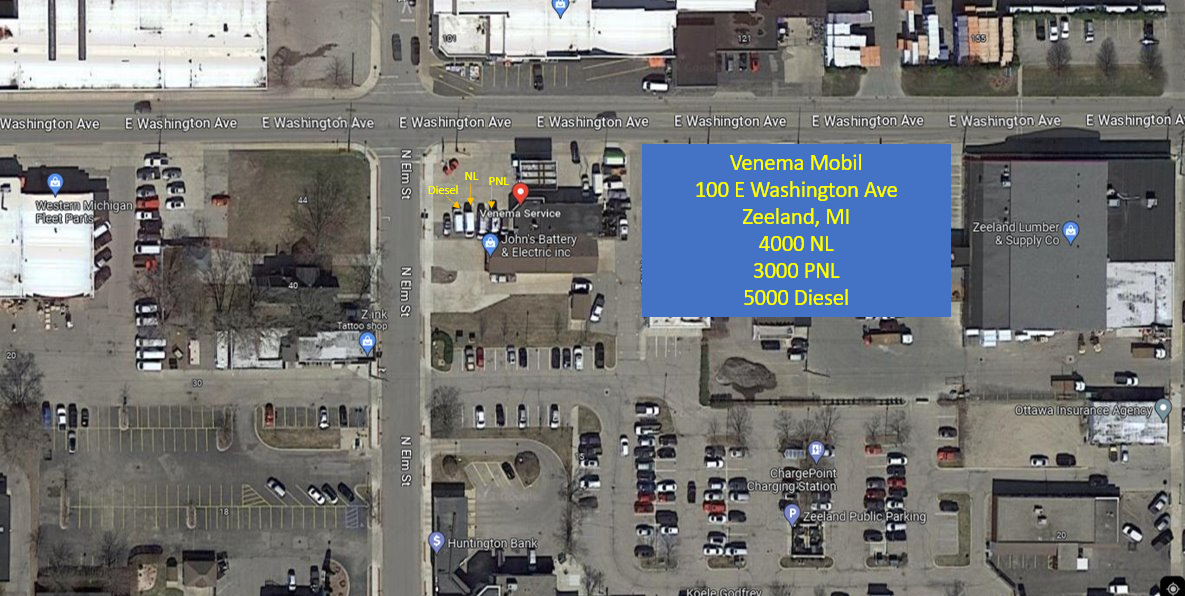 101
121
165
E Washington Ave
E Washington Ave
E Washington Ave
E Washington Ave
E Washington Ave
E Washington Ave
E Washington Ave
E Washington Ave
E Washington A
N Elm St
Western Michigan
Fleet Parts
44
Diesel
NL
PNL
Venema Service
John's Battery
& Electric inc
Venema Mobil
100 E Washington Ave
Zeeland, MI
4000 NL
3000 PNL
5000 Diesel
Zeeland Lumber
& Supply Co
40
N Elm St
Z.ink
Tattoo shop
20
30
Ottawa Insurance Agency
N Elm St
ChargePoint
Charging Station
18
Zeeland Public Parking
20
Huntington Bank
Koele Godfrey